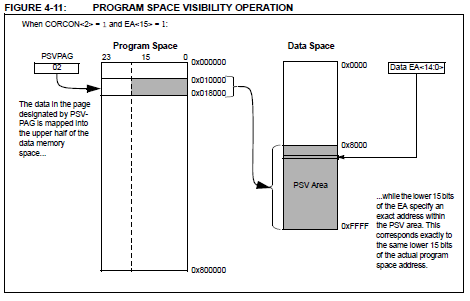 FIGURE 4-11: PROGRAM SPACE VISIBILITY OPERATION
When CORCON<2> = 1 and EA<15> = 1:
Program Space
Data Space
PSVPAG
02
23 15 0
0x000000
0x010000
0x018000
0x800000
The data in the page
designated by PSV-
PAG is mapped into
the upper half of the
data memory
space...
0x0000
Data EA<14:0>
0x8000
PSV Area
0xFFFF
...while the lower 15 bits
of the EA specify an
exact address within
the PSV area. This
corresponds exactly to
the same lower 15 bits
of the actual program
space address.